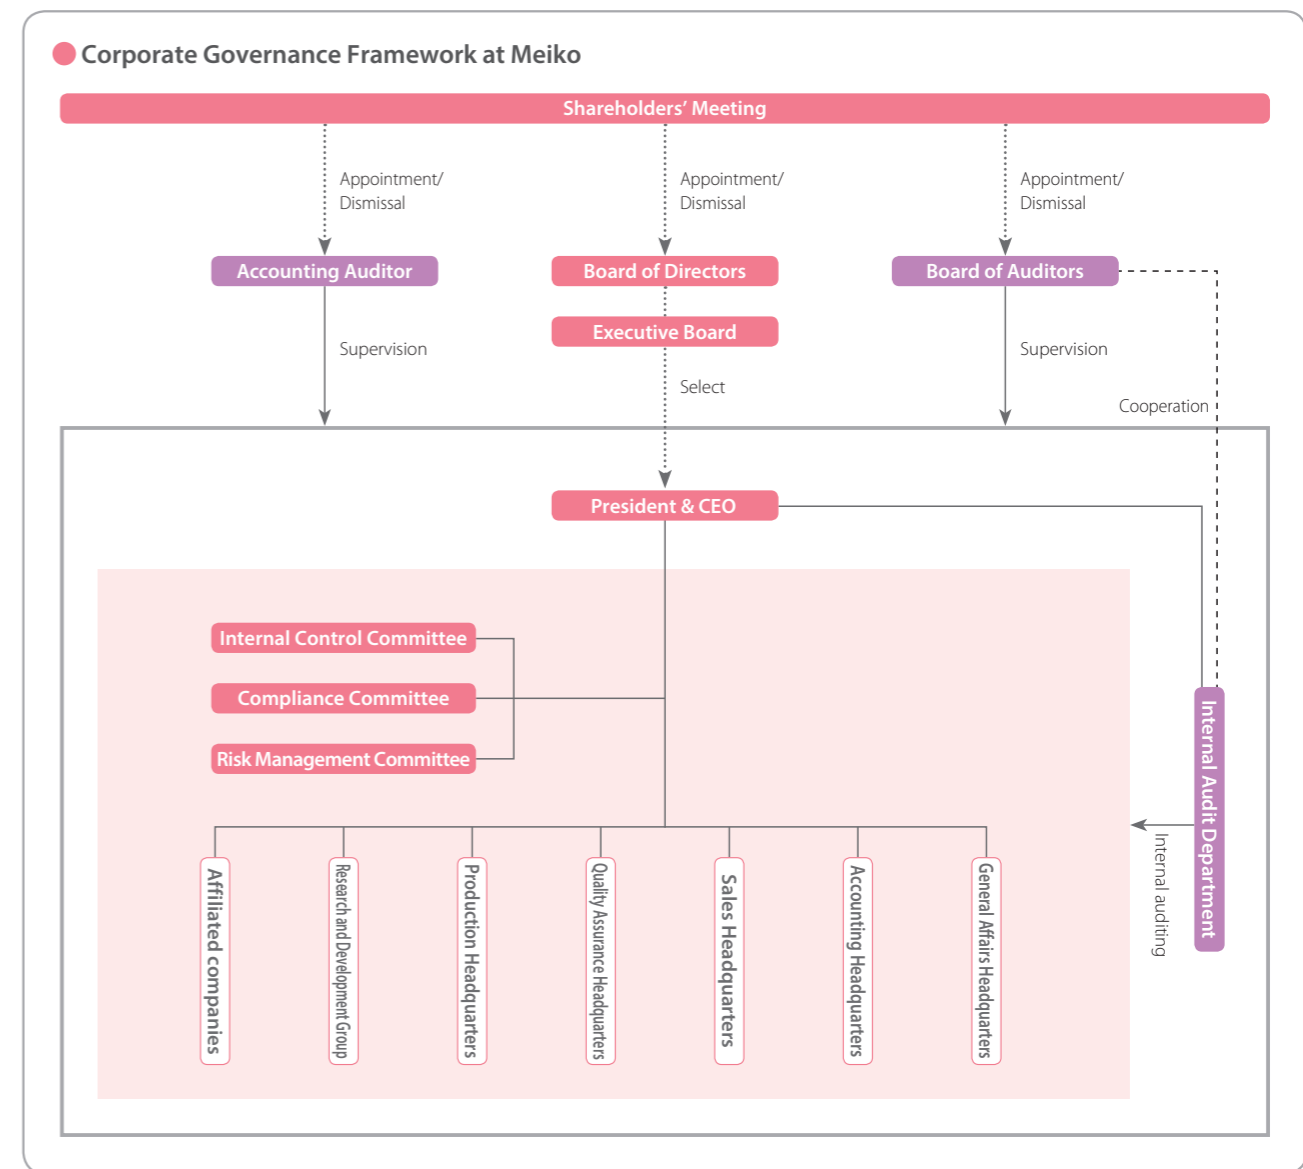 Corporate Governance Framework at Meiko
Shareholders’ Meeting
Appointment/
Dismissal
Appointment/
Dismissal
Appointment/
Dismissal
Accounting Auditor
Board of Directors
Board of Auditors
Executive Board
Supervision
Supervision
Select
Cooperation
President & CEO
Internal Control Committee
Compliance Committee
Risk Management Committee
Internal Audit Department
Internal auditing
Affiliated companies
Research and Development Group
Production Headquarters
Quality Assurance Headquarters
Sales Headquarters
Accounting Headquarters
General Affairs Headquarters